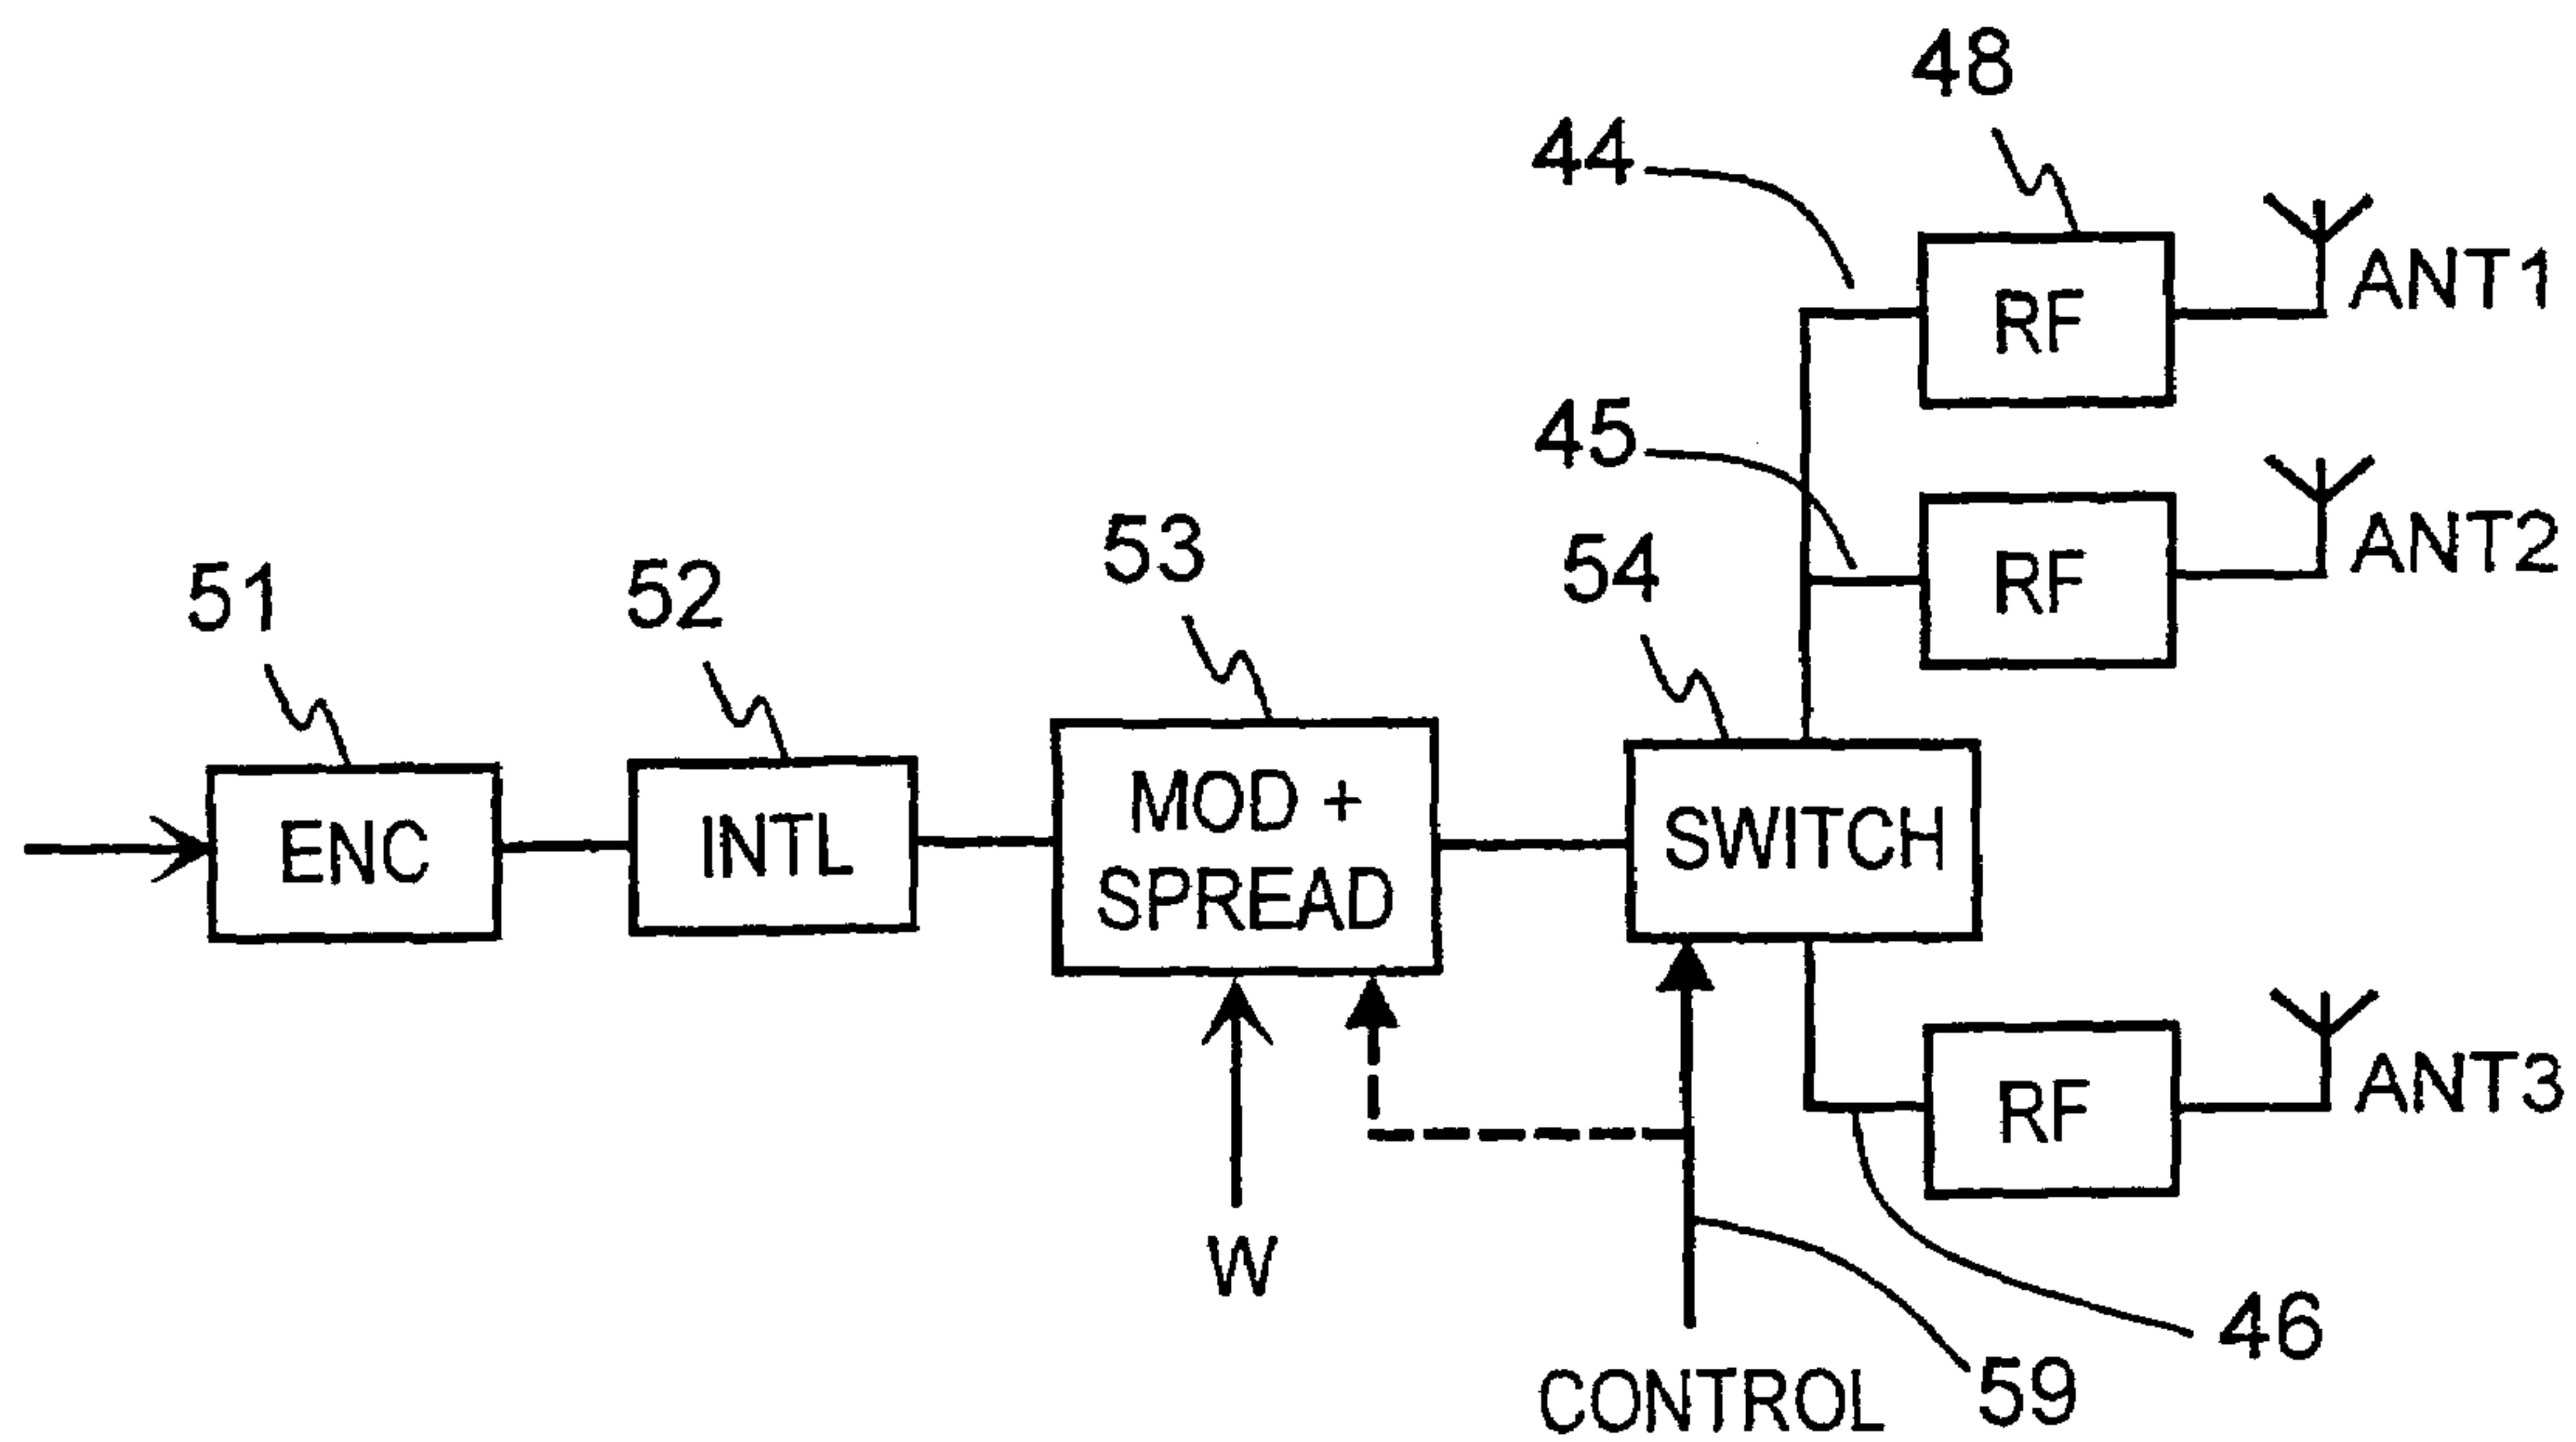 48
44
RF
ANT1
45
RF
ANT2
54
53
52
51
ENC
INTL
MOD +
SPREAD
SWITCH
RF
ANT3
W
46
59
CONTROL